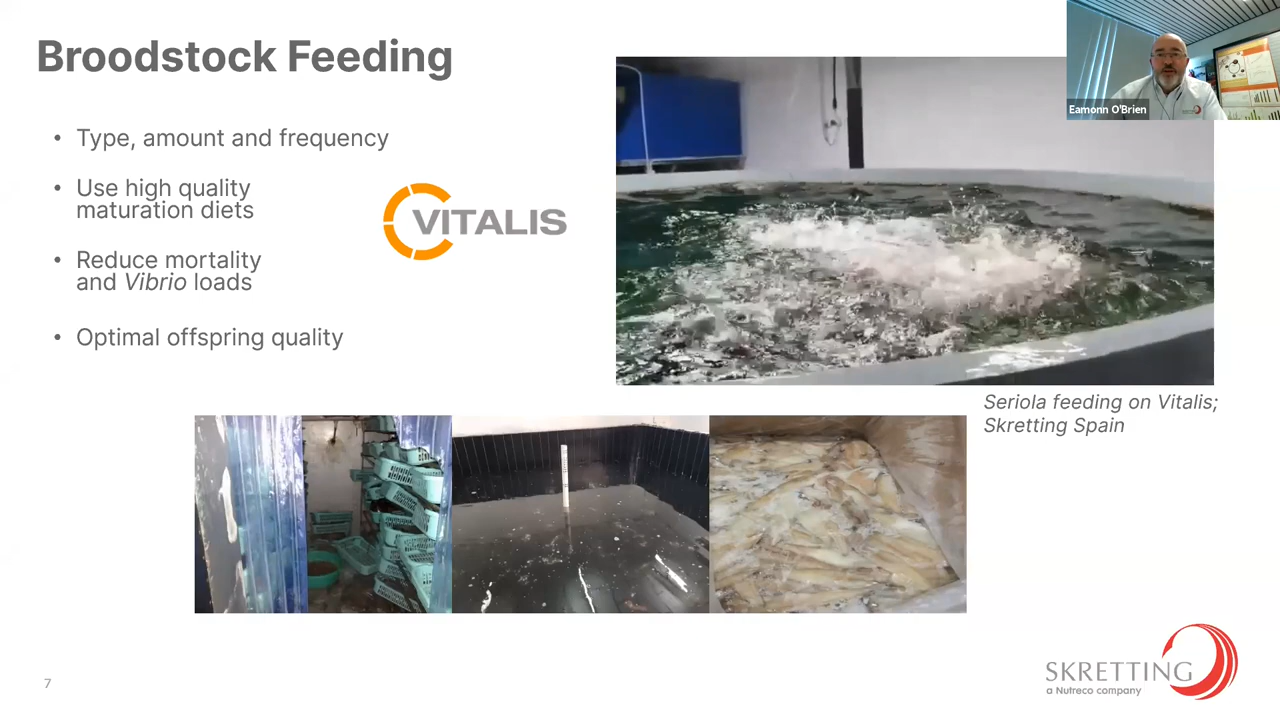 Broodstock Feeding
• Type, amount and frequency
• Use high quality
maturation diets
• Reduce mortality
and Vibrio loads
• Optimal offspring quality
VITALIS
Eamonn O'Brien
Seriola feeding on Vitalis;
Skretting Spain
7
SKRETTING
a Nutreco company